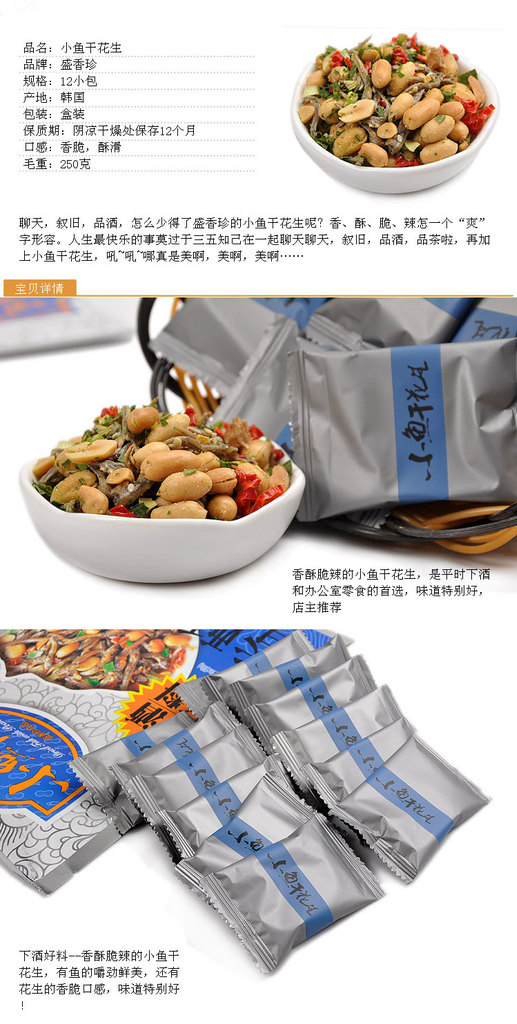 品名：小鱼干花生
品牌：盛香珍
规格：12小包
产地：韩国
包装：盒装
保质期：阴凉干燥处保存12个月
口感：香脆，酥滑
毛重：250克
聊天，叙旧，品酒，怎么少得了盛香珍的小鱼干花生呢？香、酥、脆、辣怎一个“爽”
字形容。人生最快乐的事莫过于三五知己在一起聊天聊天，叙旧，品酒，品茶啦，再加
上小鱼干花生，吼~吼~哪真是美啊，美啊，美啊……
宝贝详情
小鱼干花生
香酥脆辣的小鱼干花生，是平时下酒
和办公室零食的首选，味道特别好，
店主推荐
小鱼干花生
小鱼干花生
下酒好料--香酥脆辣的小鱼干
花生，有鱼的嚼劲鲜美，还有
花生的香脆口感，味道特别好
！